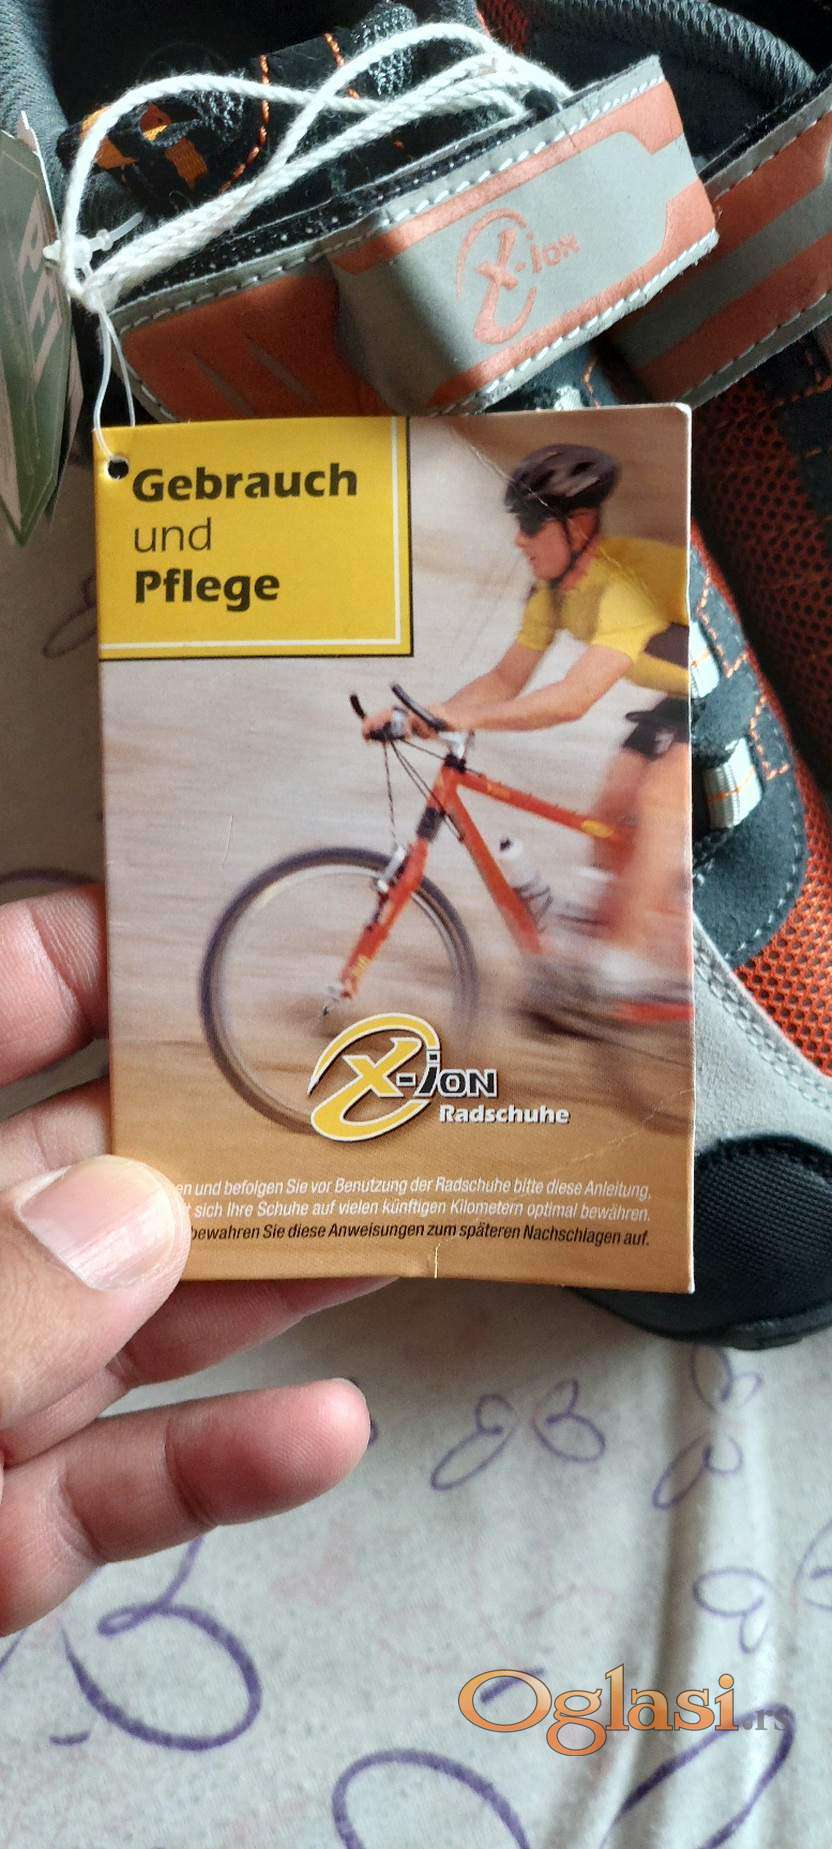 X-ion
Gebrauch
und
Pflege
X-ion
Radschuhe
und befolgen Sie vor Benutzung der Radschuhe bitte diese Anleitung,
sich Ihre Schuhe auf vielen künftigen Kilometern optimal bewähren.
bewahren Sie diese Anweisungen zum späteren Nachschlagen auf.
Oglasi.rs